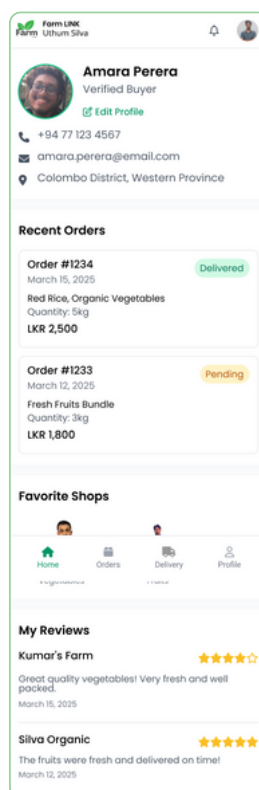 Farm
Farm LINK
Uthum Silva
Amara Perera
Verified Buyer
Edit Profile
+94 77 123 4567
amara.perera@email.com
Colombo District, Western Province
Recent Orders
Order #1234
Delivered
March 15, 2025
Red Rice, Organic Vegetables
Quantity: 5kg
LKR 2,500
Order #1233
Pending
March 12, 2025
Fresh Fruits Bundle
Quantity: 3kg
LKR 1,800
Favorite Shops
Home
Orders
Delivery
Profile
My Reviews
Kumar's Farm
Great quality vegetables! Very fresh and well
packed.
March 15, 2025
Silva Organic
The fruits were fresh and delivered on time!
March 12, 2025